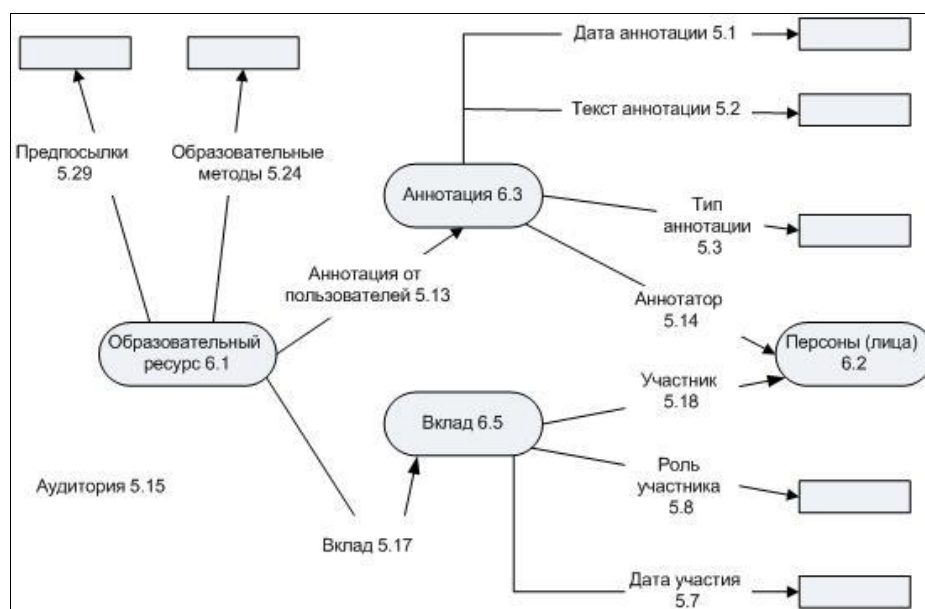 Дата аннотации 5.1
Текст аннотации 5.2
Предпосылки
5.29
Образовательные
методы 5.24
Аннотация 6.3
Тип
аннотации
5.3
Аннотация от
пользователей 5.13
Аннотатор
5.14
Образовательный
ресурс 6.1
Персоны (лица)
6.2
Участник
5.18
Вклад 6.5
Роль
участника
5.8
Аудитория 5.15
Вклад 5.17
Дата участия
5.7